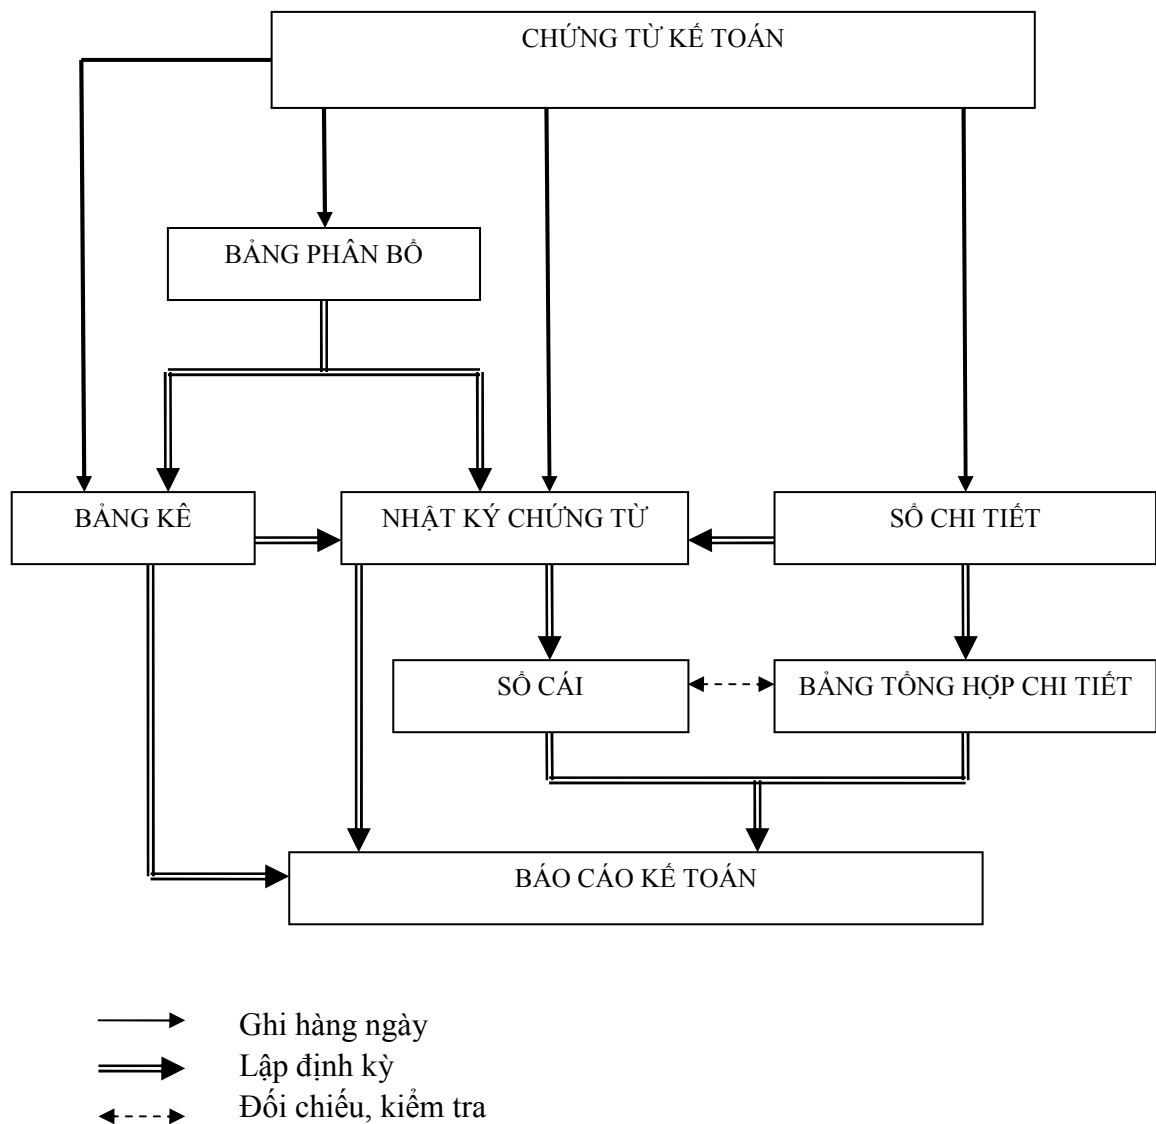 CHỨNG TỪ KẾ TOÁN
BẢNG PHÂN BỔ
BẢNG KÊ
NHẬT KÝ CHỨNG TỪ
SỔ CHI TIẾT
SỔ CÁI
BẢNG TỔNG HỢP CHI TIẾT
BÁO CÁO KẾ TOÁN
Ghi hàng ngày
Lập định kỳ
Đối chiếu, kiểm tra